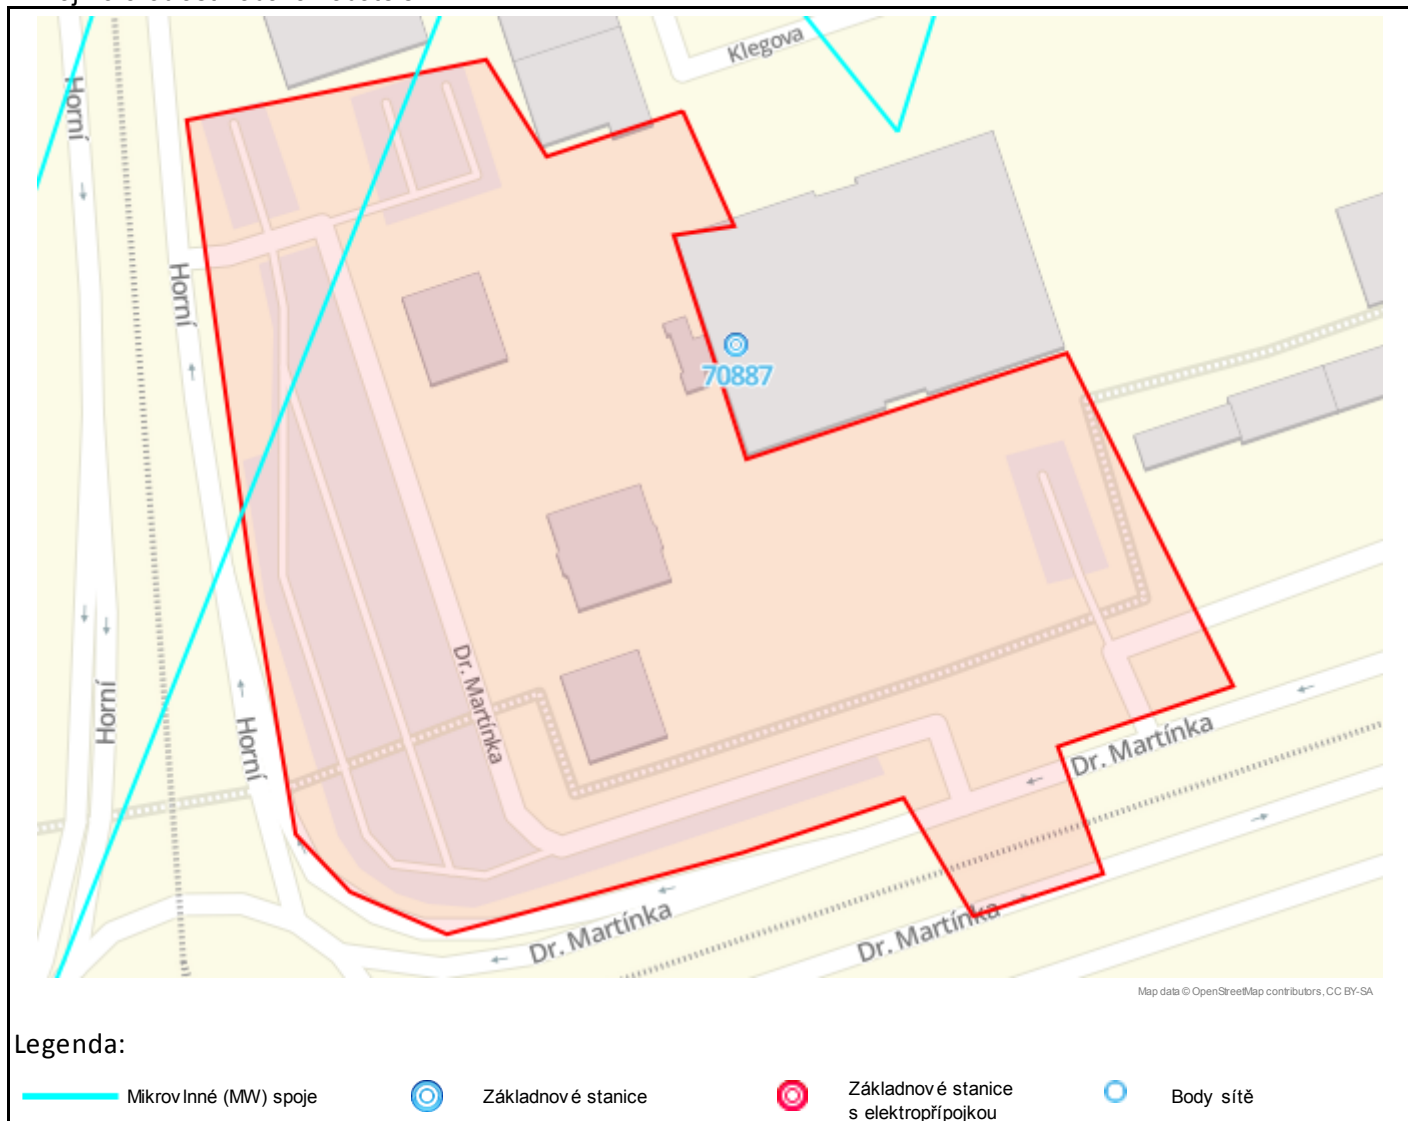 Klegova
Horní
Horní
70887
Dr. Martínka
Horní
Horní
Dr. Martínka
Dr. Martínka
Dr. Martínka
Map data © OpenStreetMap contributors, CC BY-SA
Legenda:
Mikrovlnné (MW) spoje
Základnové stanice
Základnové stanice
s elektropřípojkou
Body sítě